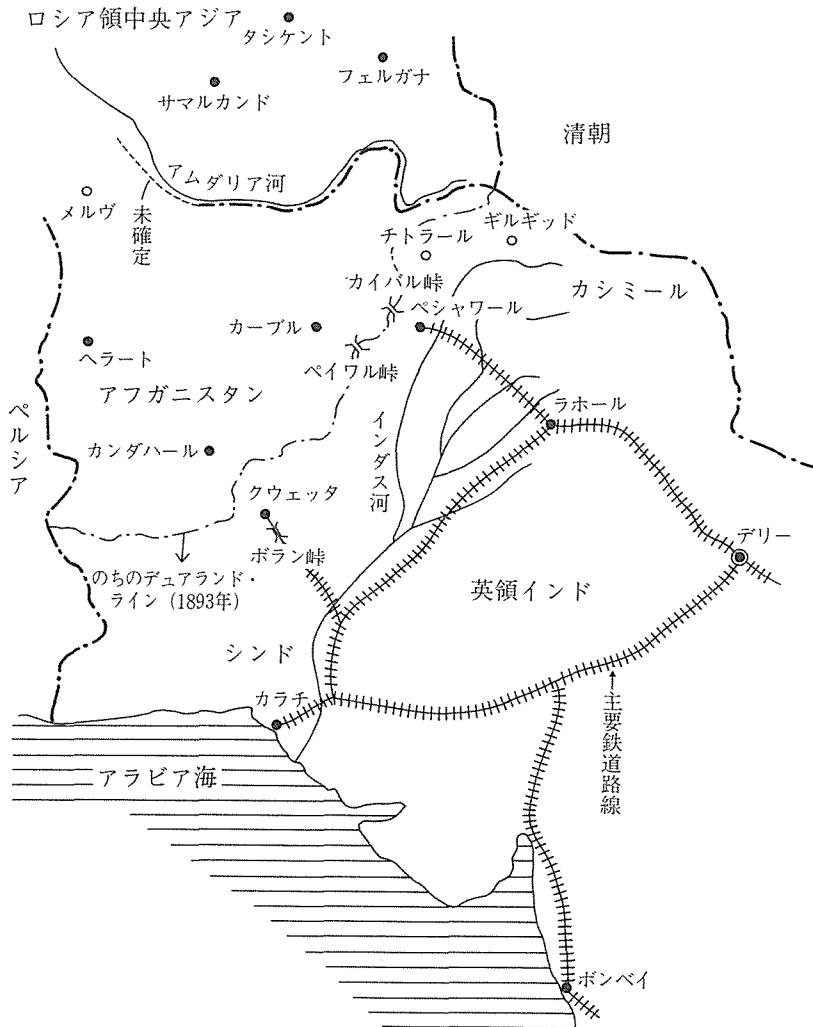 ロシア領中央アジア
タシケント
フェルガナ
サマルカンド
清朝
アムダリア河
メルヴ
未確定
ギルギッド
チトラール
カイバル峠
カシミール
ペシャワール
カーブル
ヘラート
ペイワル峠
アフガニスタン
ラホール
ペルシア
インダス河
カンダハール
クウェッタ
デリー
ボラン峠
のちのデュアランド・
ライン (1893年)
英領インド
シンド
カラチ
主要鉄道路線
アラビア海
ボンベイ